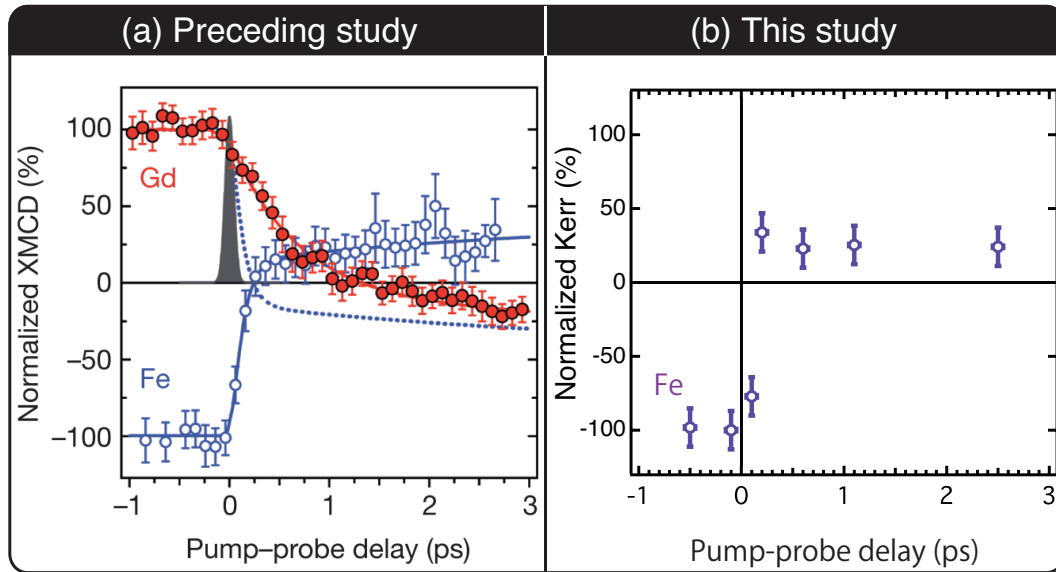 (a) Preceding study
Normalized XMCD (%)
100
50
0
−50
−100
Gd
Fe
−1
0
1
2
3
Pump–probe delay (ps)
(b) This study
Normalized Kerr (%)
100
50
0
-50
-100
Fe
-1
0
1
2
3
Pump-probe delay (ps)